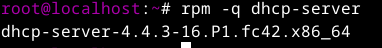 root@localhost:~# rpm -q dhcp-server
dhcp-server-4.4.3-16.P1.fc42.x86_64